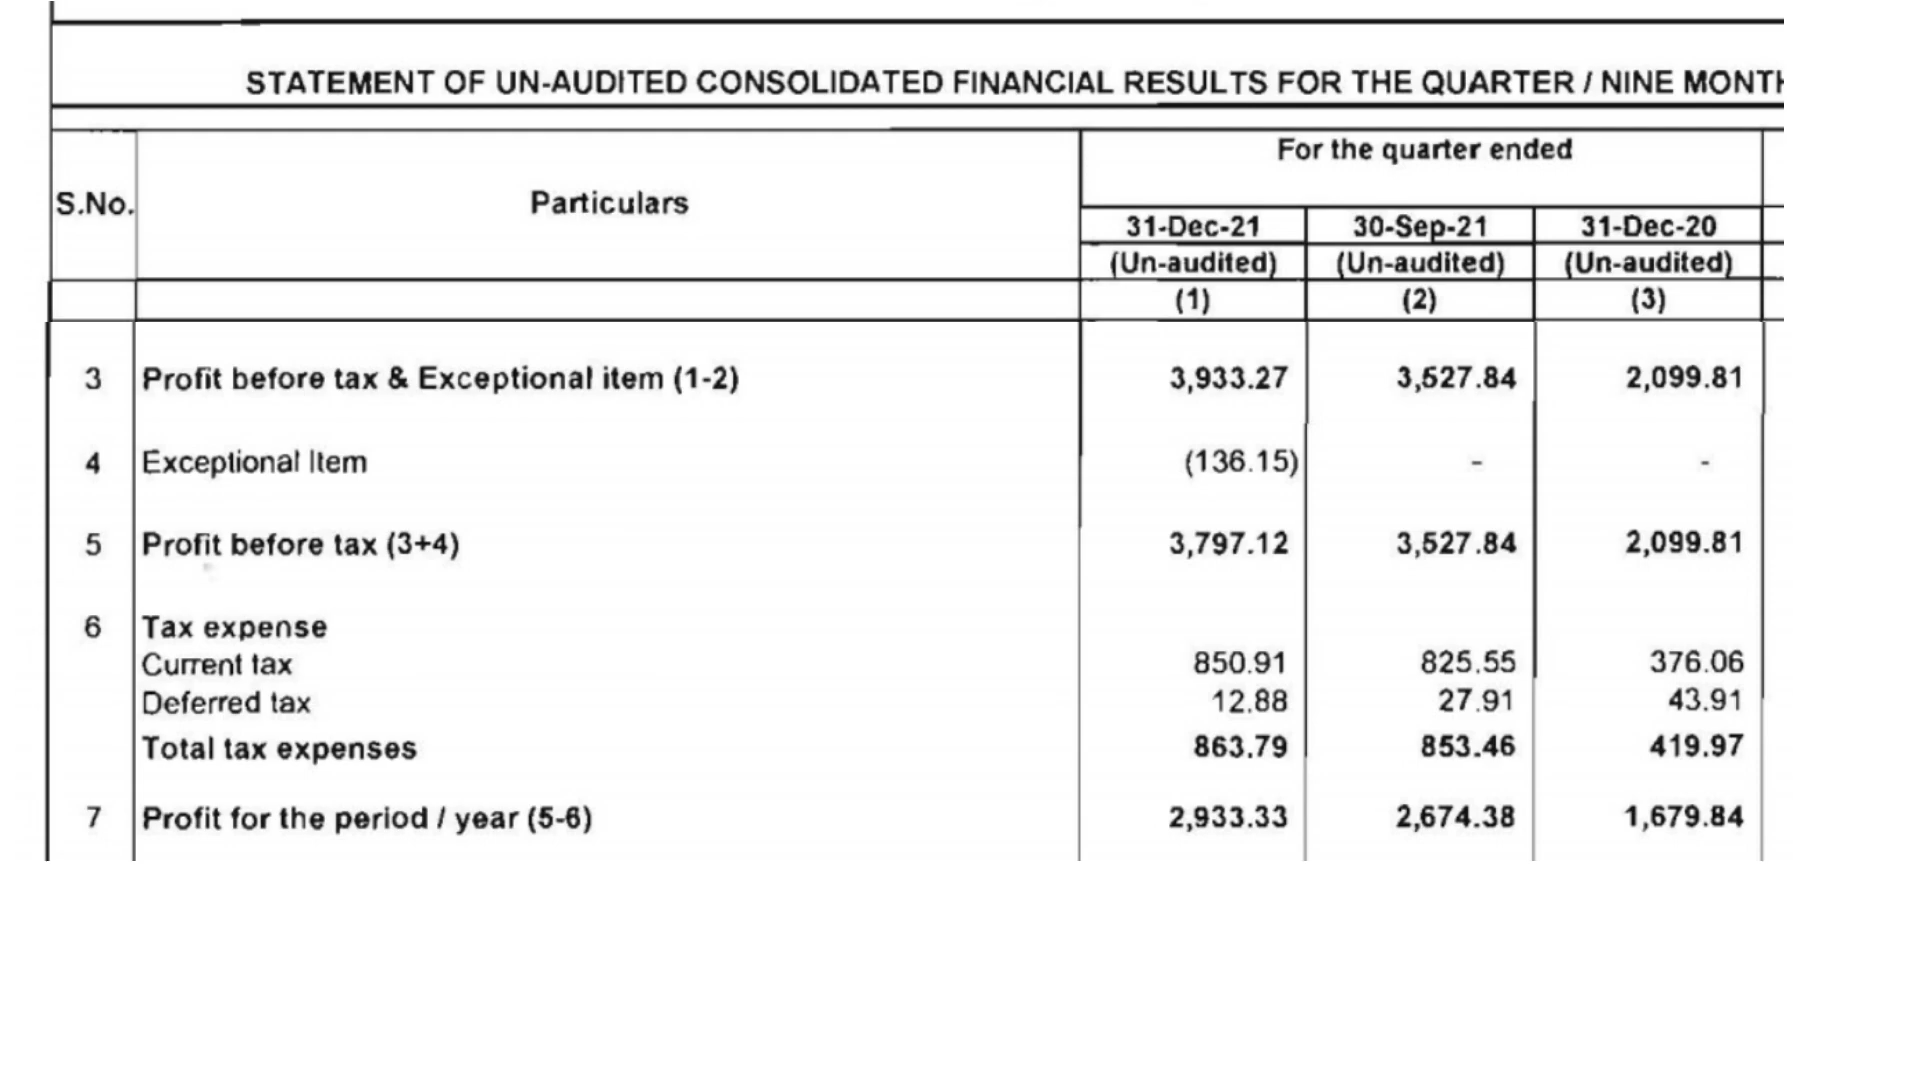 STATEMENT OF UN-AUDITED CONSOLIDATED FINANCIAL RESULTS FOR THE QUARTER / NINE MONTH
S.No. Particulars For the quarter ended
31-Dec-21 30-Sep-21 31-Dec-20
(Un-audited) (Un-audited) (Un-audited)
(1) (2) (3)
3 Profit before tax & Exceptional item (1-2) 3,933.27 3,527.84 2,099.81
4 Exceptional Item (136.15) - -
5 Profit before tax (3+4) 3,797.12 3,527.84 2,099.81
6 Tax expense
Current tax 850.91 825.55 376.06
Deferred tax 12.88 27.91 43.91
Total tax expenses 863.79 853.46 419.97
7 Profit for the period / year (5-6) 2,933.33 2,674.38 1,679.84